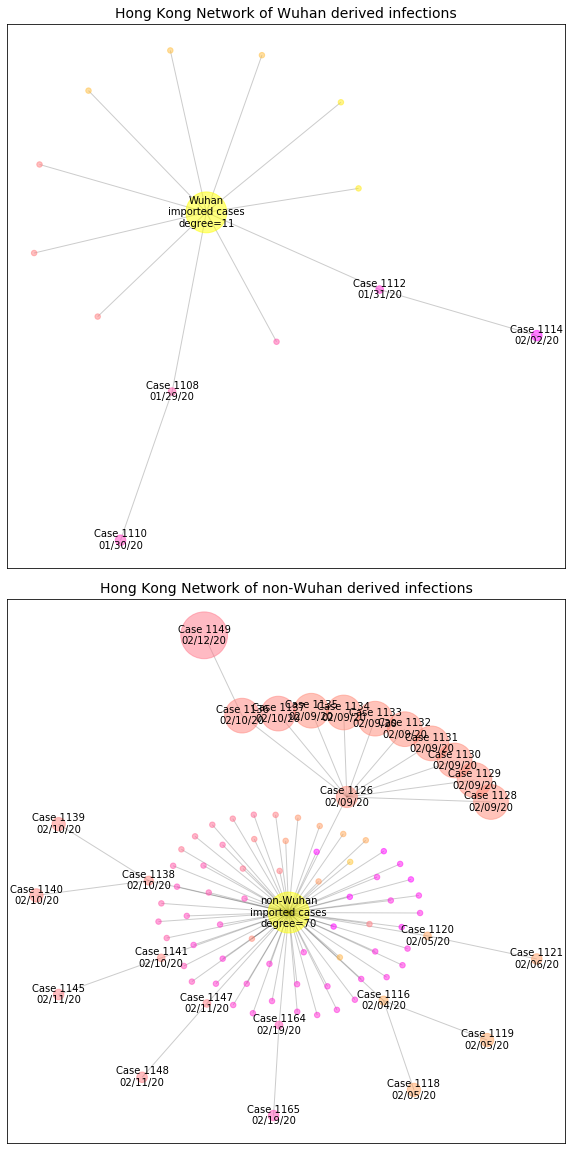 Hong Kong Network of Wuhan derived infections
Wuhan
imported cases
degree=11
Case 1112
01/31/20
Case 1114
02/02/20
Case 1108
01/29/20
Case 1110
01/30/20
Hong Kong Network of non-Wuhan derived infections
Case 1149
02/12/20
Case 1136
02/10/20
Case 1137
02/10/20
Case 1135
02/09/20
Case 1134
02/09/20
Case 1133
02/09/20
Case 1132
02/09/20
Case 1131
02/09/20
Case 1130
02/09/20
Case 1129
02/09/20
Case 1128
02/09/20
Case 1126
02/09/20
Case 1139
02/10/20
Case 1138
02/10/20
Case 1140
02/10/20
non-Wuhan
imported cases
degree=70
Case 1120
02/05/20
Case 1121
02/06/20
Case 1141
02/10/20
Case 1145
02/11/20
Case 1147
02/11/20
Case 1116
02/04/20
Case 1164
02/19/20
Case 1119
02/05/20
Case 1148
02/11/20
Case 1118
02/05/20
Case 1165
02/19/20